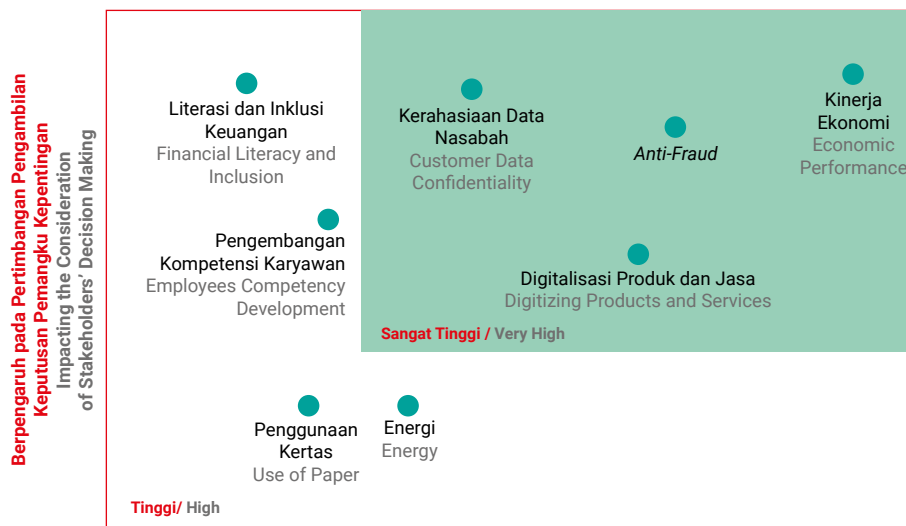 Berpengaruh pada Pertimbangan Pengambilan
Keputusan Pemangku Kepentingan
Impacting the Consideration
of Stakeholders' Decision Making
Literasi dan Inklusi
Keuangan
Financial Literacy and
Inclusion
Kerahasiaan Data
Nasabah
Customer Data
Confidentiality
Anti-Fraud
Kinerja
Ekonomi
Economic
Performance
Pengembangan
Kompetensi Karyawan
Employees Competency
Development
Digitalisasi Produk dan Jasa
Digitizing Products and Services
Sangat Tinggi / Very High
Penggunaan
Kertas
Use of Paper
Energi
Energy
Tinggi/ High